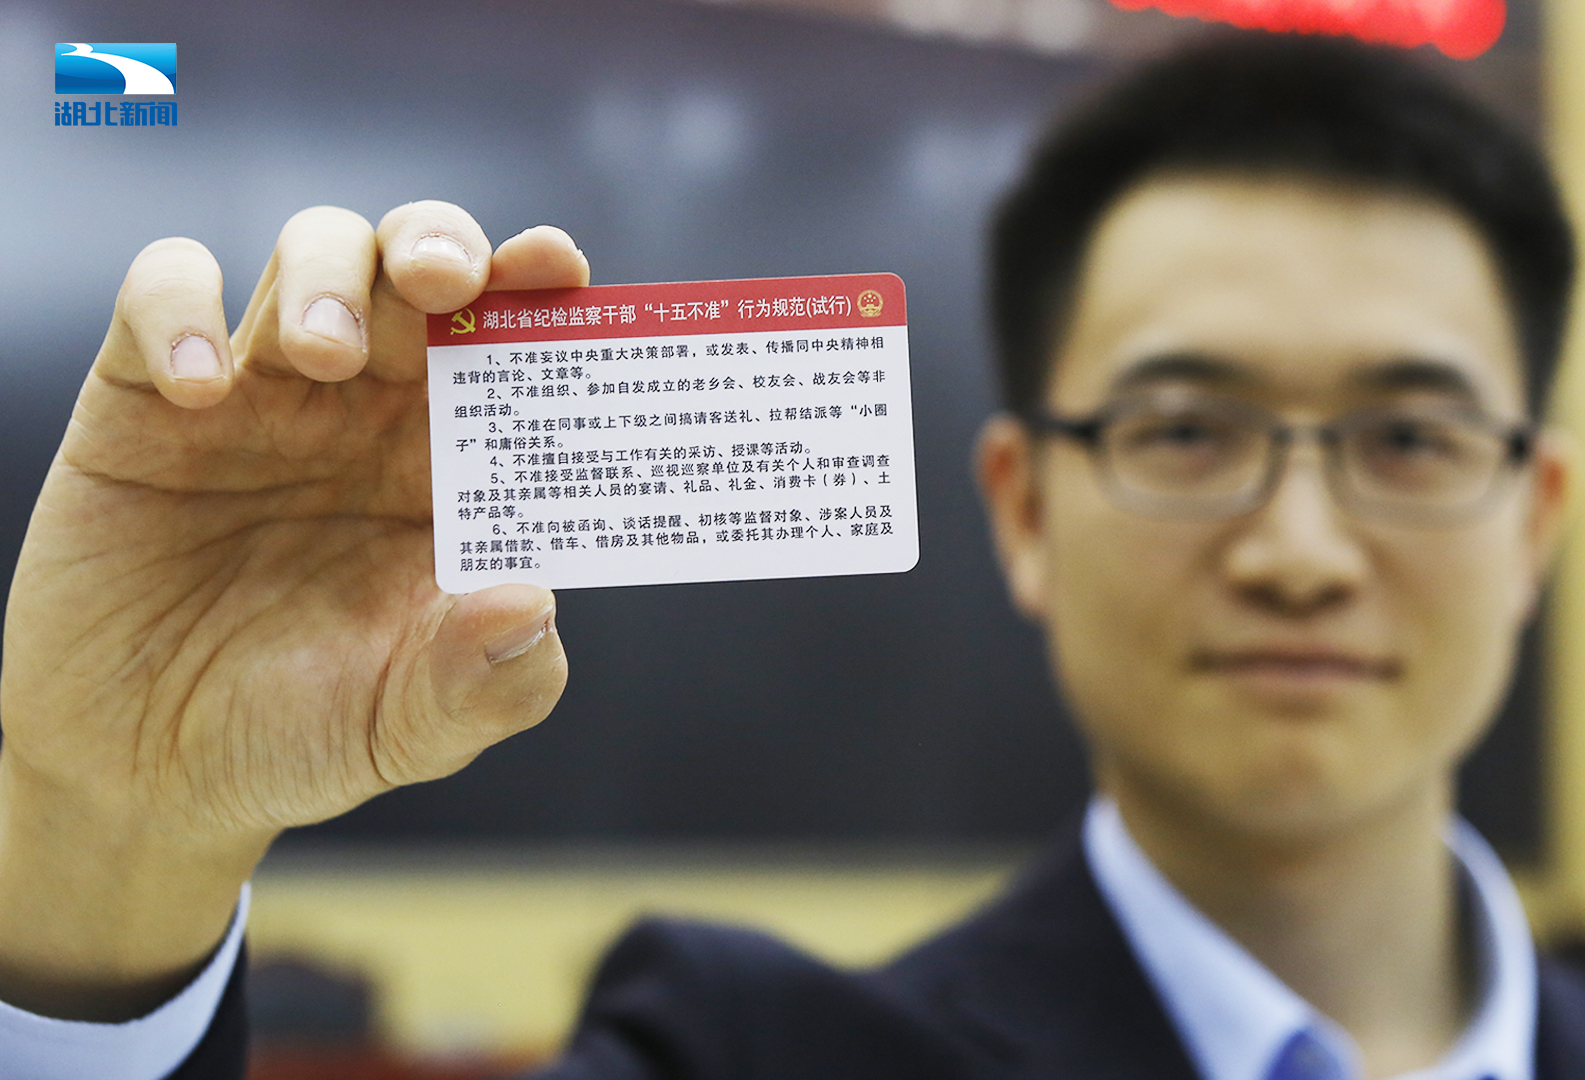 湖北新闻
湖北省纪检监察干部“十五不准”行为规范(试行)
1、不准妄议中央重大决策部署，或发表、传播同中央精神相
违背的言论、文章等。
2、不准组织、参加自发成立的老乡会、校友会、战友会等非
组织活动。
3、不准在同事或上下级之间搞请客送礼、拉帮结派等“小圈
子”和庸俗关系。
4、不准擅自接受与工作有关的采访、授课等活动。
5、不准接受监督联系、巡视巡察单位及有关个人和审查调查
对象及其亲属等相关人员的宴请、礼品、礼金、消费卡（券）、土
特产品等。
6、不准向被函询、谈话提醒、初核等监督对象、涉案人员及
其亲属借款、借车、借房及其他物品，或委托其办理个人、家庭及
朋友的事宜。